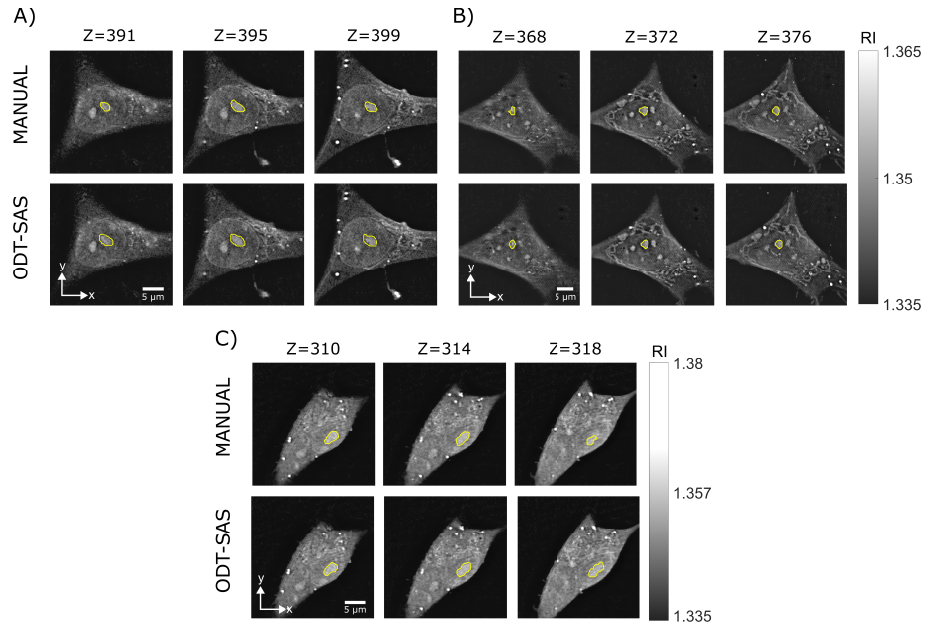 A)
Z=391 Z=395 Z=399
MANUAL
ODT-SAS
y
x
5 µm
B)
Z=368 Z=372 Z=376
RI
1.365
1.35
1.335
y
x
5 µm
C)
Z=310 Z=314 Z=318
RI
MANUAL
ODT-SAS
y
x
5 µm
1.38
1.357
1.335